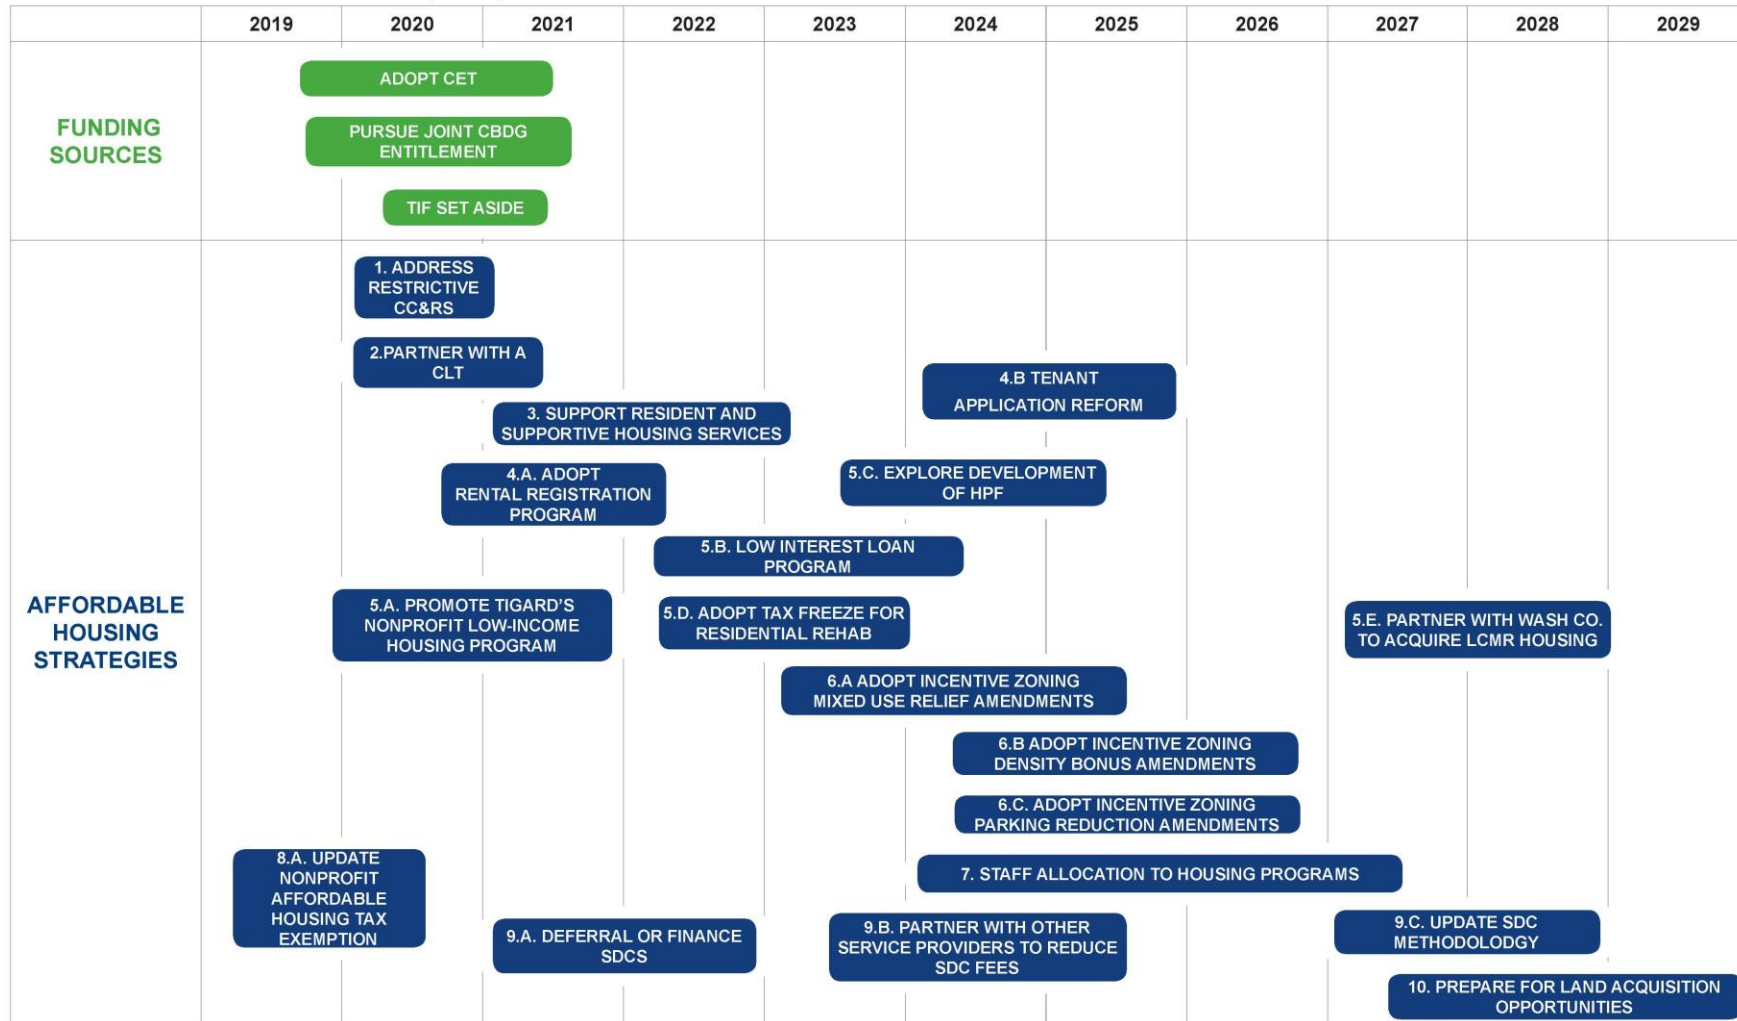 2019 2020 2021 2022 2023 2024 2025 2026 2027 2028 2029
FUNDING
SOURCES
ADOPT CET
PURSUE JOINT CBDG
ENTITLEMENT
TIF SET ASIDE
AFFORDABLE
HOUSING
STRATEGIES
1. ADDRESS
RESTRICTIVE
CC&RS
2.PARTNER WITH A
CLT
4.B TENANT
APPLICATION REFORM
3. SUPPORT RESIDENT AND
SUPPORTIVE HOUSING SERVICES
4.A. ADOPT
RENTAL REGISTRATION
PROGRAM
5.C. EXPLORE DEVELOPMENT
OF HPF
5.B. LOW INTEREST LOAN
PROGRAM
5.A. PROMOTE TIGARD'S
NONPROFIT LOW-INCOME
HOUSING PROGRAM
5.D. ADOPT TAX FREEZE FOR
RESIDENTIAL REHAB
5.E. PARTNER WITH WASH CO.
TO ACQUIRE LCMR HOUSING
6.A ADOPT INCENTIVE ZONING
MIXED USE RELIEF AMENDMENTS
6.B ADOPT INCENTIVE ZONING
DENSITY BONUS AMENDMENTS
6.C. ADOPT INCENTIVE ZONING
PARKING REDUCTION AMENDMENTS
8.A. UPDATE
NONPROFIT
AFFORDABLE
HOUSING TAX
EXEMPTION
7. STAFF ALLOCATION TO HOUSING PROGRAMS
9.A. DEFERRAL OR FINANCE
SDCS
9.B. PARTNER WITH OTHER
SERVICE PROVIDERS TO REDUCE
SDC FEES
9.C. UPDATE SDC
METHODOLODGY
10. PREPARE FOR LAND ACQUISITION
OPPORTUNITIES